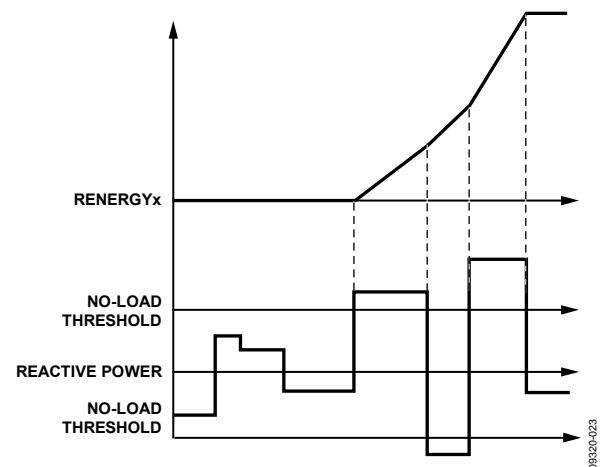 RENERGYx
NO-LOAD
THRESHOLD
REACTIVE POWER
NO-LOAD
THRESHOLD
09320-023